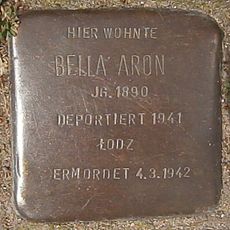 HIER WOHNTE
BELLA ARON
JG. 1890
DEPORTIERT 1941
ŁODZ
ERMORDET 4.3.1942